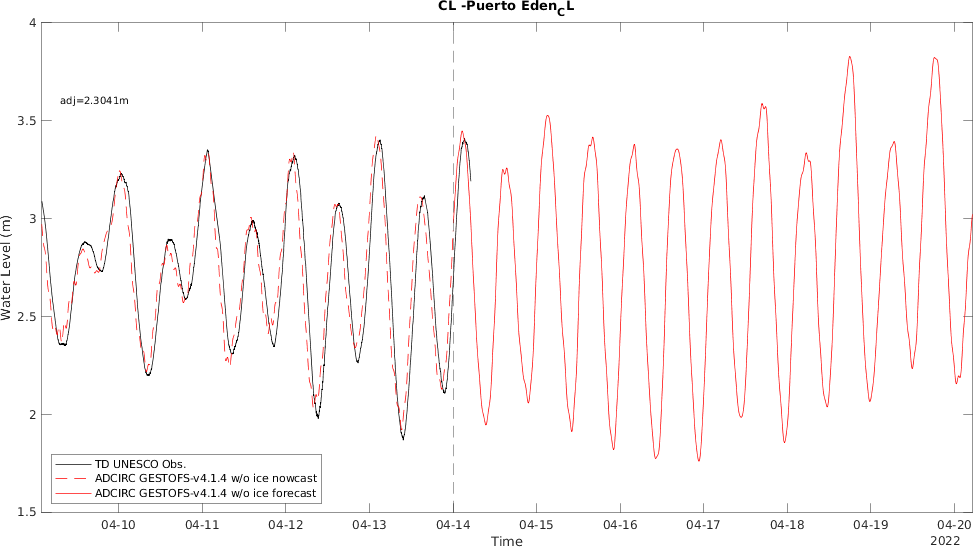 CL -Puerto Eden_CL
4
3.5
3
2.5
2
1.5
Water Level (m)
adj=2.3041m
TD UNESCO Obs.
ADCIRC GESTOFS-v4.1.4 w/o ice nowcast
ADCIRC GESTOFS-v4.1.4 w/o ice forecast
04-10 04-11 04-12 04-13 04-14 04-15 04-16 04-17 04-18 04-19 04-20
2022
Time